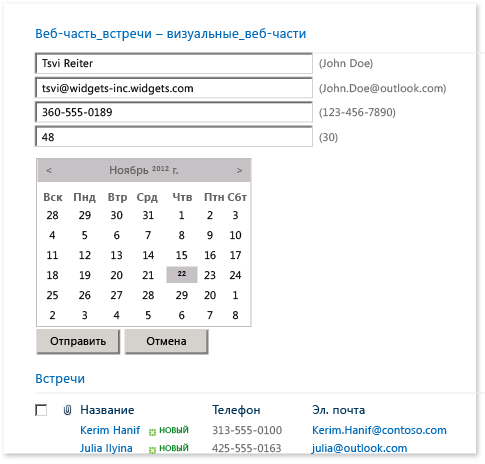 Веб-часть_встречи – визуальные_веб-части
Tsvi Reiter (John Doe)
tsvi@widgets-inc.widgets.com (John.Doe@outlook.com)
360-555-0189 (123-456-7890)
48 (30)
< Ноябрь 2012 г. >
Вск Пнд Втр Срд Чтв Птн Сбт
28 29 30 31 1 2 3
4 5 6 7 8 9 10
11 12 13 14 15 16 17
18 19 20 21 22 23 24
25 26 27 28 29 20 1
2 3 4 5 6 7 8
Отправить Отмена
Встречи
Название Телефон Эл. почта
Kerim Hanif НОВЫЙ 313-555-0100 Kerim.Hanif@contoso.com
Julia Ilyina НОВЫЙ 425-555-0163 julia@outlook.com